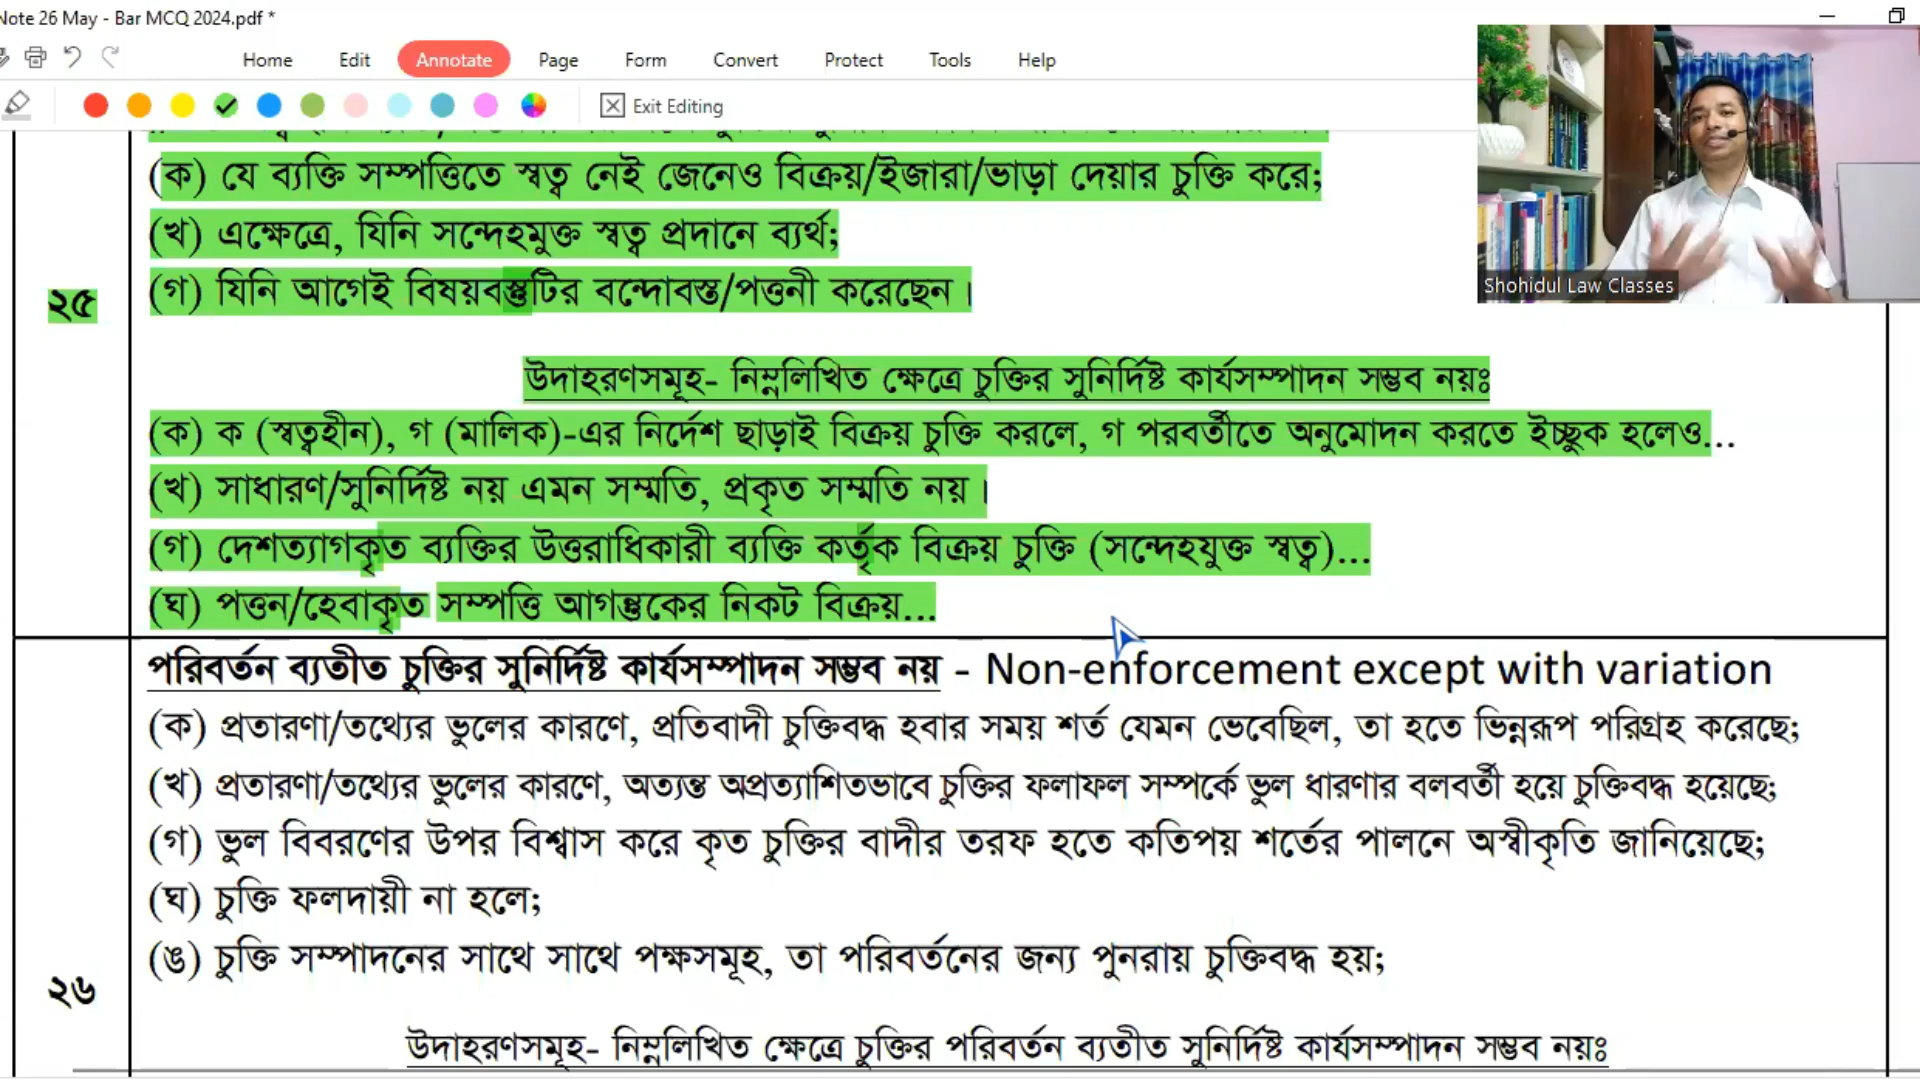 Note 26 May - Bar MCQ 2024.pdf *
Home Edit Annotate Page Form Convert Protect Tools Help
Exit Editing
(ক) যে ব্যক্তি সম্পত্তিতে স্বত্ব নেই জেনেও বিক্রয়/ইজারা/ভাড়া দেয়ার চুক্তি করে;
(খ) এক্ষেত্রে, যিনি সন্দেহমুক্ত স্বত্ব প্রদানে ব্যর্থ;
(গ) যিনি আগেই বিষয়বস্তুটির বন্দোবস্ত/পত্তনী করেছেন।
Shohidul Law Classes
২৫
উদাহরণসমূহ- নিম্নলিখিত ক্ষেত্রে চুক্তির সুনির্দিষ্ট কার্যসম্পাদন সম্ভব নয়ঃ
(ক) ক (স্বত্বহীন), গ (মালিক)-এর নির্দেশ ছাড়াই বিক্রয় চুক্তি করলে, গ পরবর্তীতে অনুমোদন করতে ইচ্ছুক হলেও...
(খ) সাধারণ/সুনির্দিষ্ট নয় এমন সম্মতি, প্রকৃত সম্মতি নয়।
(গ) দেশত্যাগকৃত ব্যক্তির উত্তরাধিকারী ব্যক্তি কর্তৃক বিক্রয় চুক্তি (সন্দেহযুক্ত স্বত্ব)...
(ঘ) পত্তন/হেবাকৃত সম্পত্তি আগন্তুকের নিকট বিক্রয়...
পরিবর্তন ব্যতীত চুক্তির সুনির্দিষ্ট কার্যসম্পাদন সম্ভব নয় - Non-enforcement except with variation
(ক) প্রতারণা/তথ্যের ভুলের কারণে, প্রতিবাদী চুক্তিবদ্ধ হবার সময় শর্ত যেমন ভেবেছিল, তা হতে ভিন্নরূপ পরিগ্রহ করেছে;
(খ) প্রতারণা/তথ্যের ভুলের কারণে, অত্যন্ত অপ্রত্যাশিতভাবে চুক্তির ফলাফল সম্পর্কে ভুল ধারণার বলবর্তী হয়ে চুক্তিবদ্ধ হয়েছে;
(গ) ভুল বিবরণের উপর বিশ্বাস করে কৃত চুক্তির বাদীর তরফ হতে কতিপয় শর্তের পালনে অস্বীকৃতি জানিয়েছে;
(ঘ) চুক্তি ফলদায়ী না হলে;
(ঙ) চুক্তি সম্পাদনের সাথে সাথে পক্ষসমূহ, তা পরিবর্তনের জন্য পুনরায় চুক্তিবদ্ধ হয়;
২৬
উদাহরণসমূহ- নিম্নলিখিত ক্ষেত্রে চুক্তির পরিবর্তন ব্যতীত সুনির্দিষ্ট কার্যসম্পাদন সম্ভব নয়ঃ